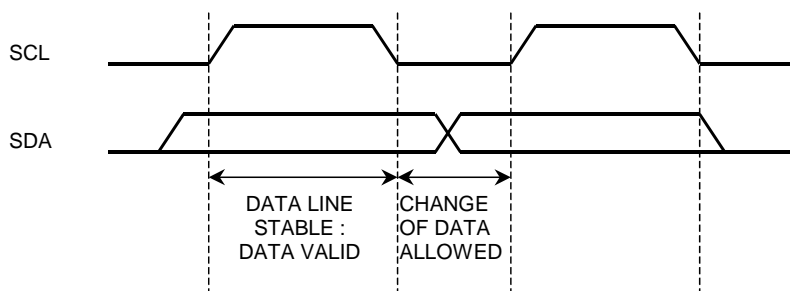 SCL
SDA
DATA LINE
STABLE :
DATA VALID
CHANGE
OF DATA
ALLOWED